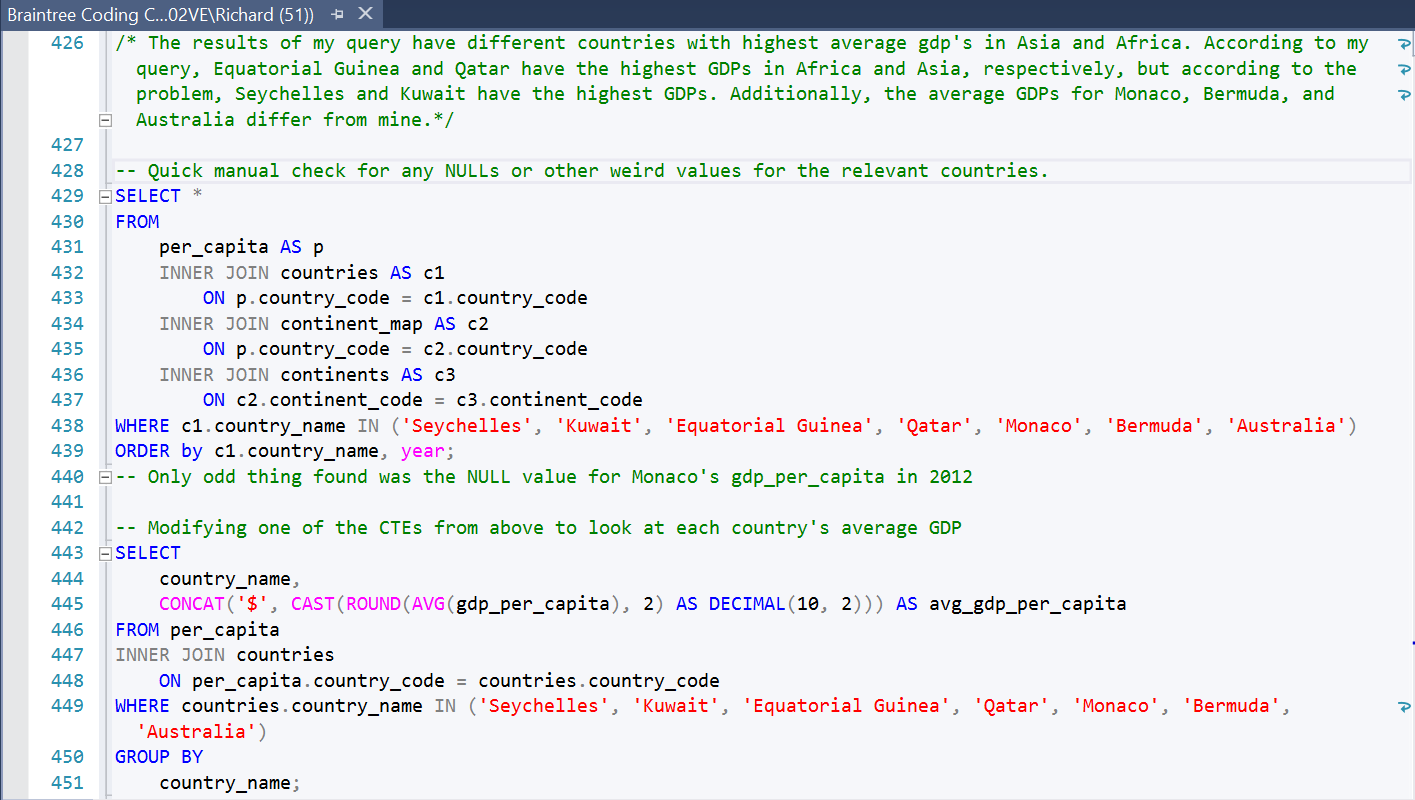 Braintree Coding C...02VE\Richard (51))
426 /* The results of my query have different countries with highest average gdp's in Asia and Africa. According to my
query, Equatorial Guinea and Qatar have the highest GDPs in Africa and Asia, respectively, but according to the
problem, Seychelles and Kuwait have the highest GDPs. Additionally, the average GDPs for Monaco, Bermuda, and
Australia differ from mine.*/
427
428 -- Quick manual check for any NULLs or other weird values for the relevant countries.
429 SELECT *
430 FROM
431 per_capita AS p
432 INNER JOIN countries AS c1
433 ON p.country_code = c1.country_code
434 INNER JOIN continent_map AS c2
435 ON p.country_code = c2.country_code
436 INNER JOIN continents AS c3
437 ON c2.continent_code = c3.continent_code
438 WHERE c1.country_name IN ('Seychelles', 'Kuwait', 'Equatorial Guinea', 'Qatar', 'Monaco', 'Bermuda', 'Australia')
439 ORDER by c1.country_name, year;
440 -- Only odd thing found was the NULL value for Monaco's gdp_per_capita in 2012
441
442 -- Modifying one of the CTEs from above to look at each country's average GDP
443 SELECT
444 country_name,
445 CONCAT('$', CAST(ROUND(AVG(gdp_per_capita), 2) AS DECIMAL(10, 2))) AS avg_gdp_per_capita
446 FROM per_capita
447 INNER JOIN countries
448 ON per_capita.country_code = countries.country_code
449 WHERE countries.country_name IN ('Seychelles', 'Kuwait', 'Equatorial Guinea', 'Qatar', 'Monaco', 'Bermuda',
'Australia')
450 GROUP BY
451 country_name;